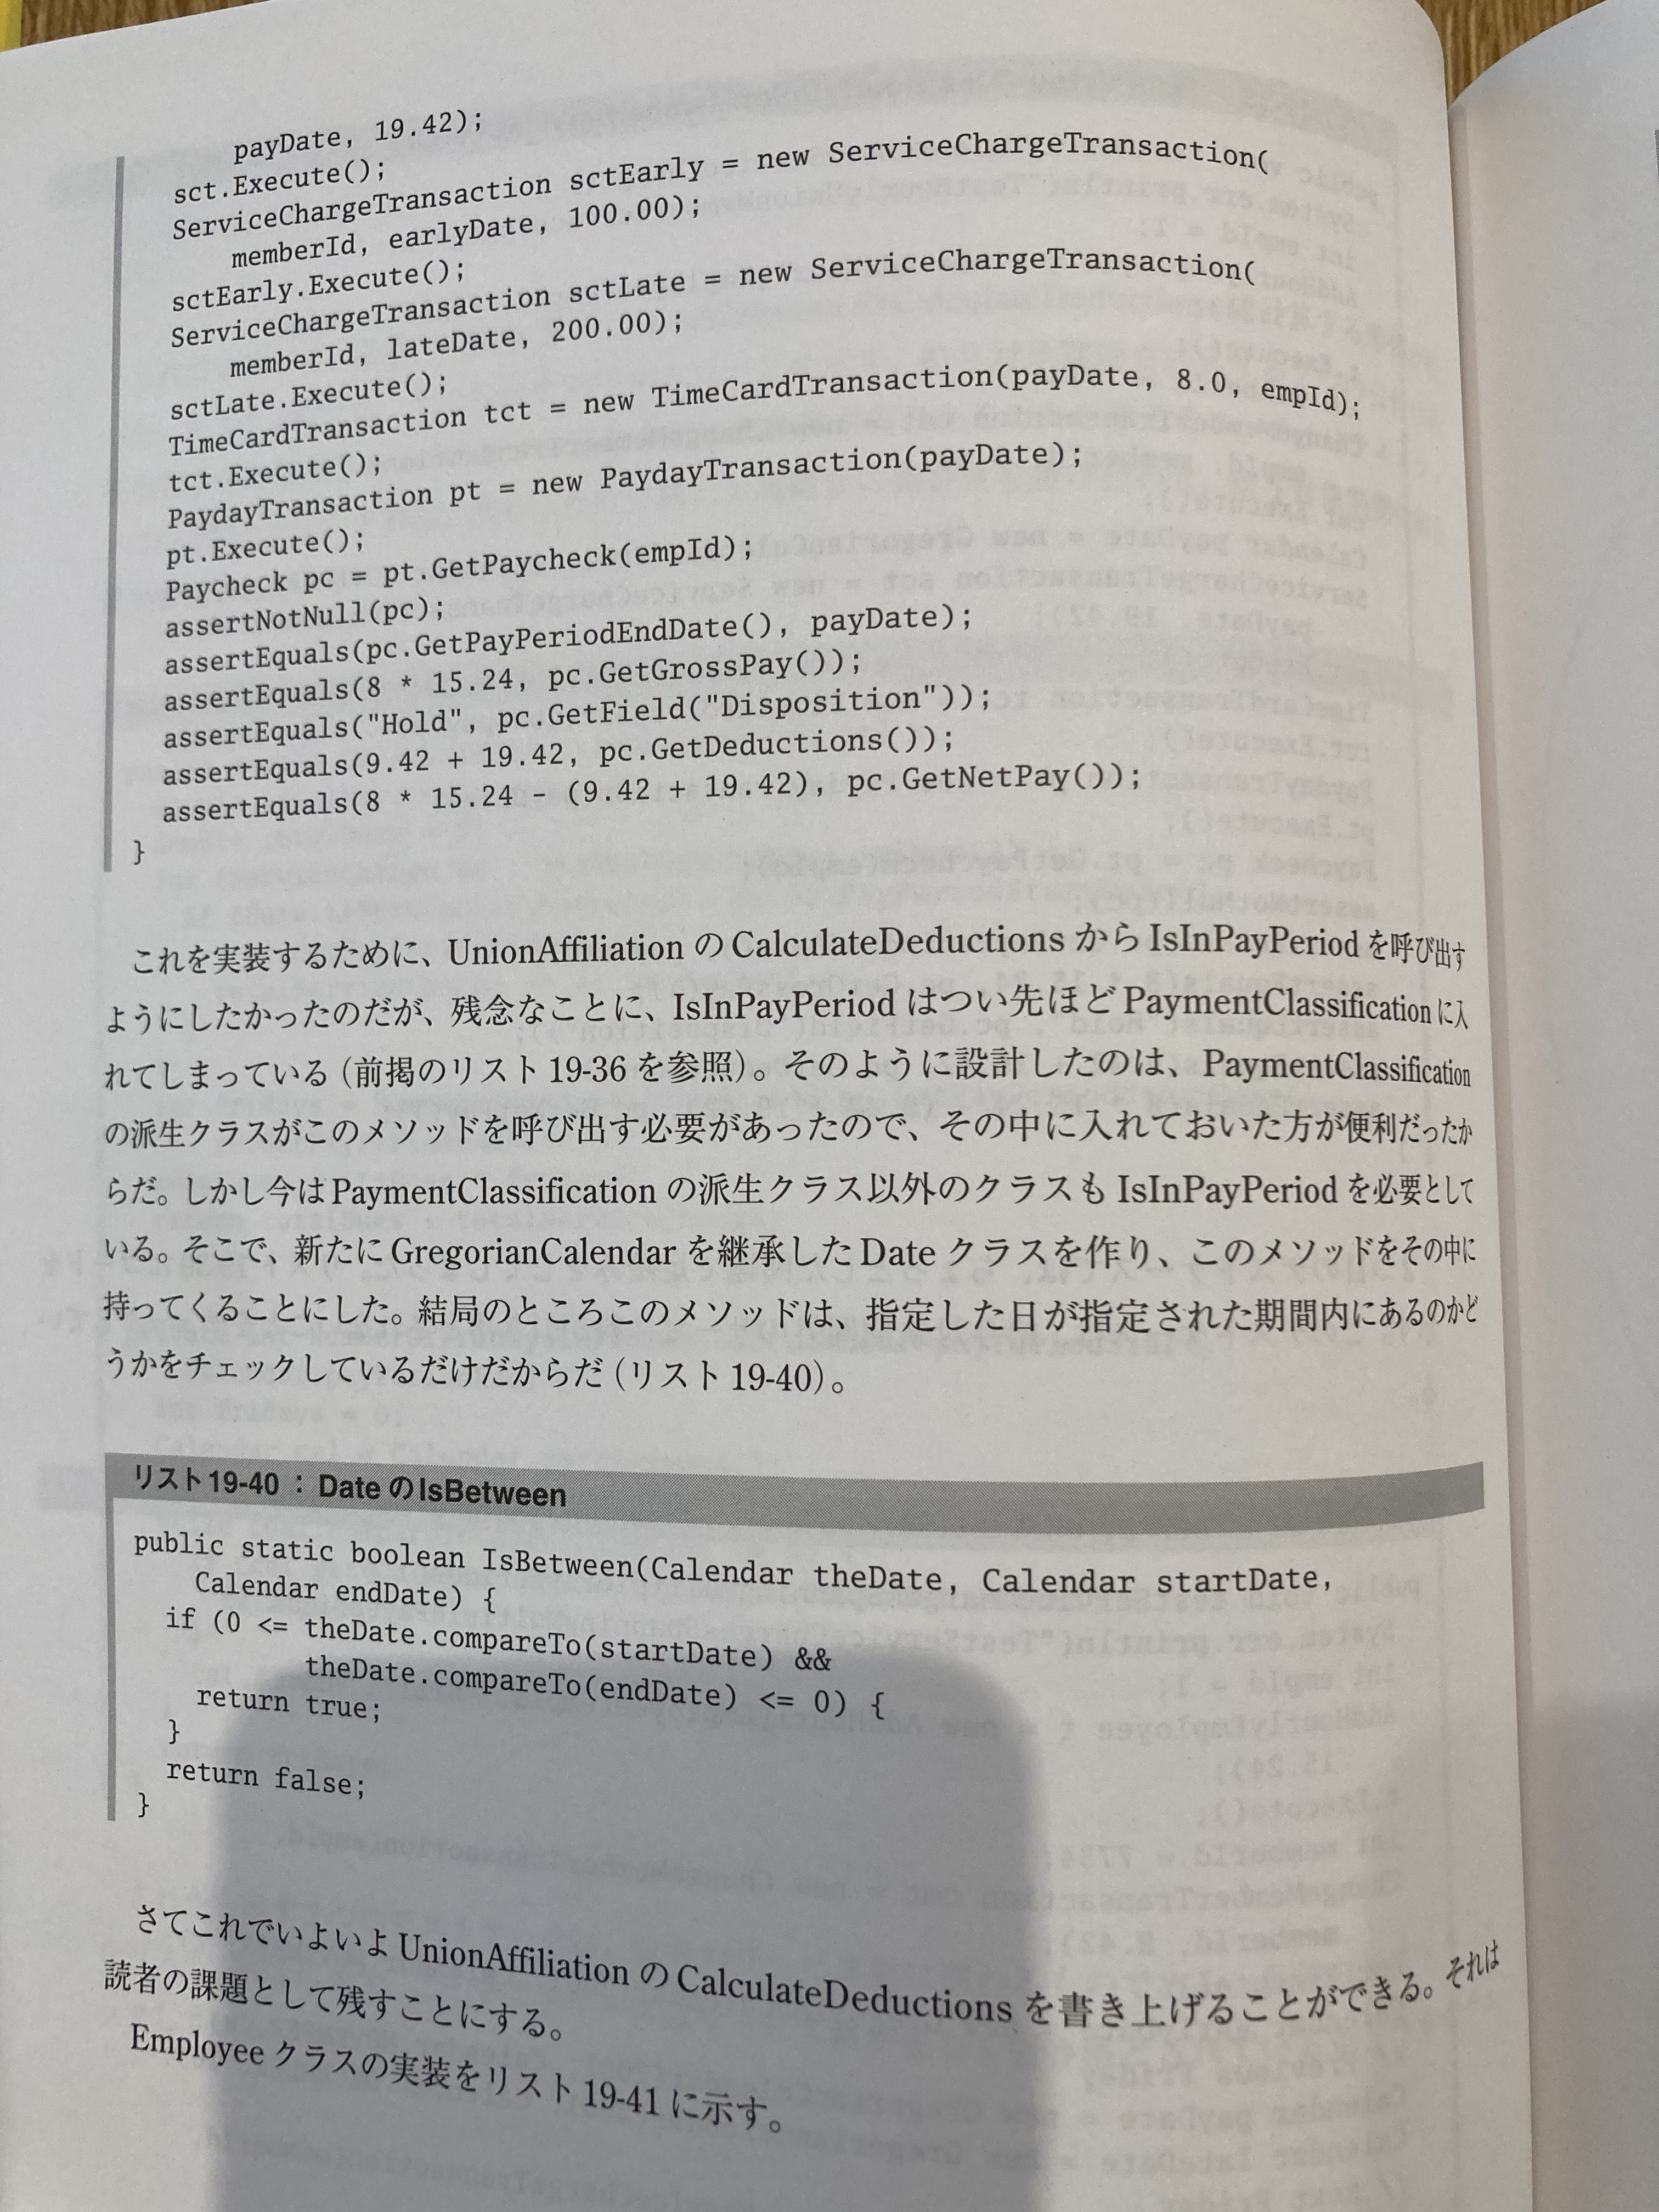 payDate, 19.42);
sct.Execute();
ServiceChargeTransaction sctEarly = new ServiceChargeTransaction(
memberId, earlyDate, 100.00);
sctEarly.Execute();
ServiceChargeTransaction sctLate = new ServiceChargeTransaction(
memberId, lateDate, 200.00);
sctLate.Execute();
TimeCardTransaction tct = new TimeCardTransaction(payDate, 8.0, empId);
tct.Execute();
PaydayTransaction pt = new PaydayTransaction(payDate);
pt.Execute();
Paycheck pc = pt.GetPaycheck(empId);
assertNotNull(pc);
assertEquals(pc.GetPayPeriodEndDate(), payDate);
assertEquals(8 * 15.24, pc.GetGrossPay());
assertEquals("Hold", pc.GetField("Disposition"));
assertEquals(9.42 + 19.42, pc.GetDeductions());
assertEquals(8 * 15.24 - (9.42 + 19.42), pc.GetNetPay());
}
これを実装するために、UnionAffiliation の CalculateDeductions から IsInPayPeriod を呼び出す
ようにしたかったのだが、残念なことに、IsInPayPeriod はつい先ほど PaymentClassification に入
れてしまっている（前掲のリスト 19-36 を参照）。そのように設計したのは、PaymentClassification
の派生クラスがこのメソッドを呼び出す必要があったので、その中に入れておいた方が便利だったか
らだ。しかし今は PaymentClassification の派生クラス以外のクラスも IsInPayPeriod を必要として
いる。そこで、新たに GregorianCalendar を継承した Date クラスを作り、このメソッドをその中に
持ってくることにした。結局のところこのメソッドは、指定した日が指定された期間内にあるのかど
うかをチェックしているだけだからだ（リスト 19-40）。
リスト19-40 ： Date の IsBetween
public static boolean IsBetween(Calendar theDate, Calendar startDate,
Calendar endDate) {
if (0 <= theDate.compareTo(startDate) &&
theDate.compareTo(endDate) <= 0) {
return true;
}
return false;
}
さてこれでいよいよ UnionAffiliation の CalculateDeductions を書き上げることができる。それは
読者の課題として残すことにする。
Employee クラスの実装をリスト 19-41 に示す。